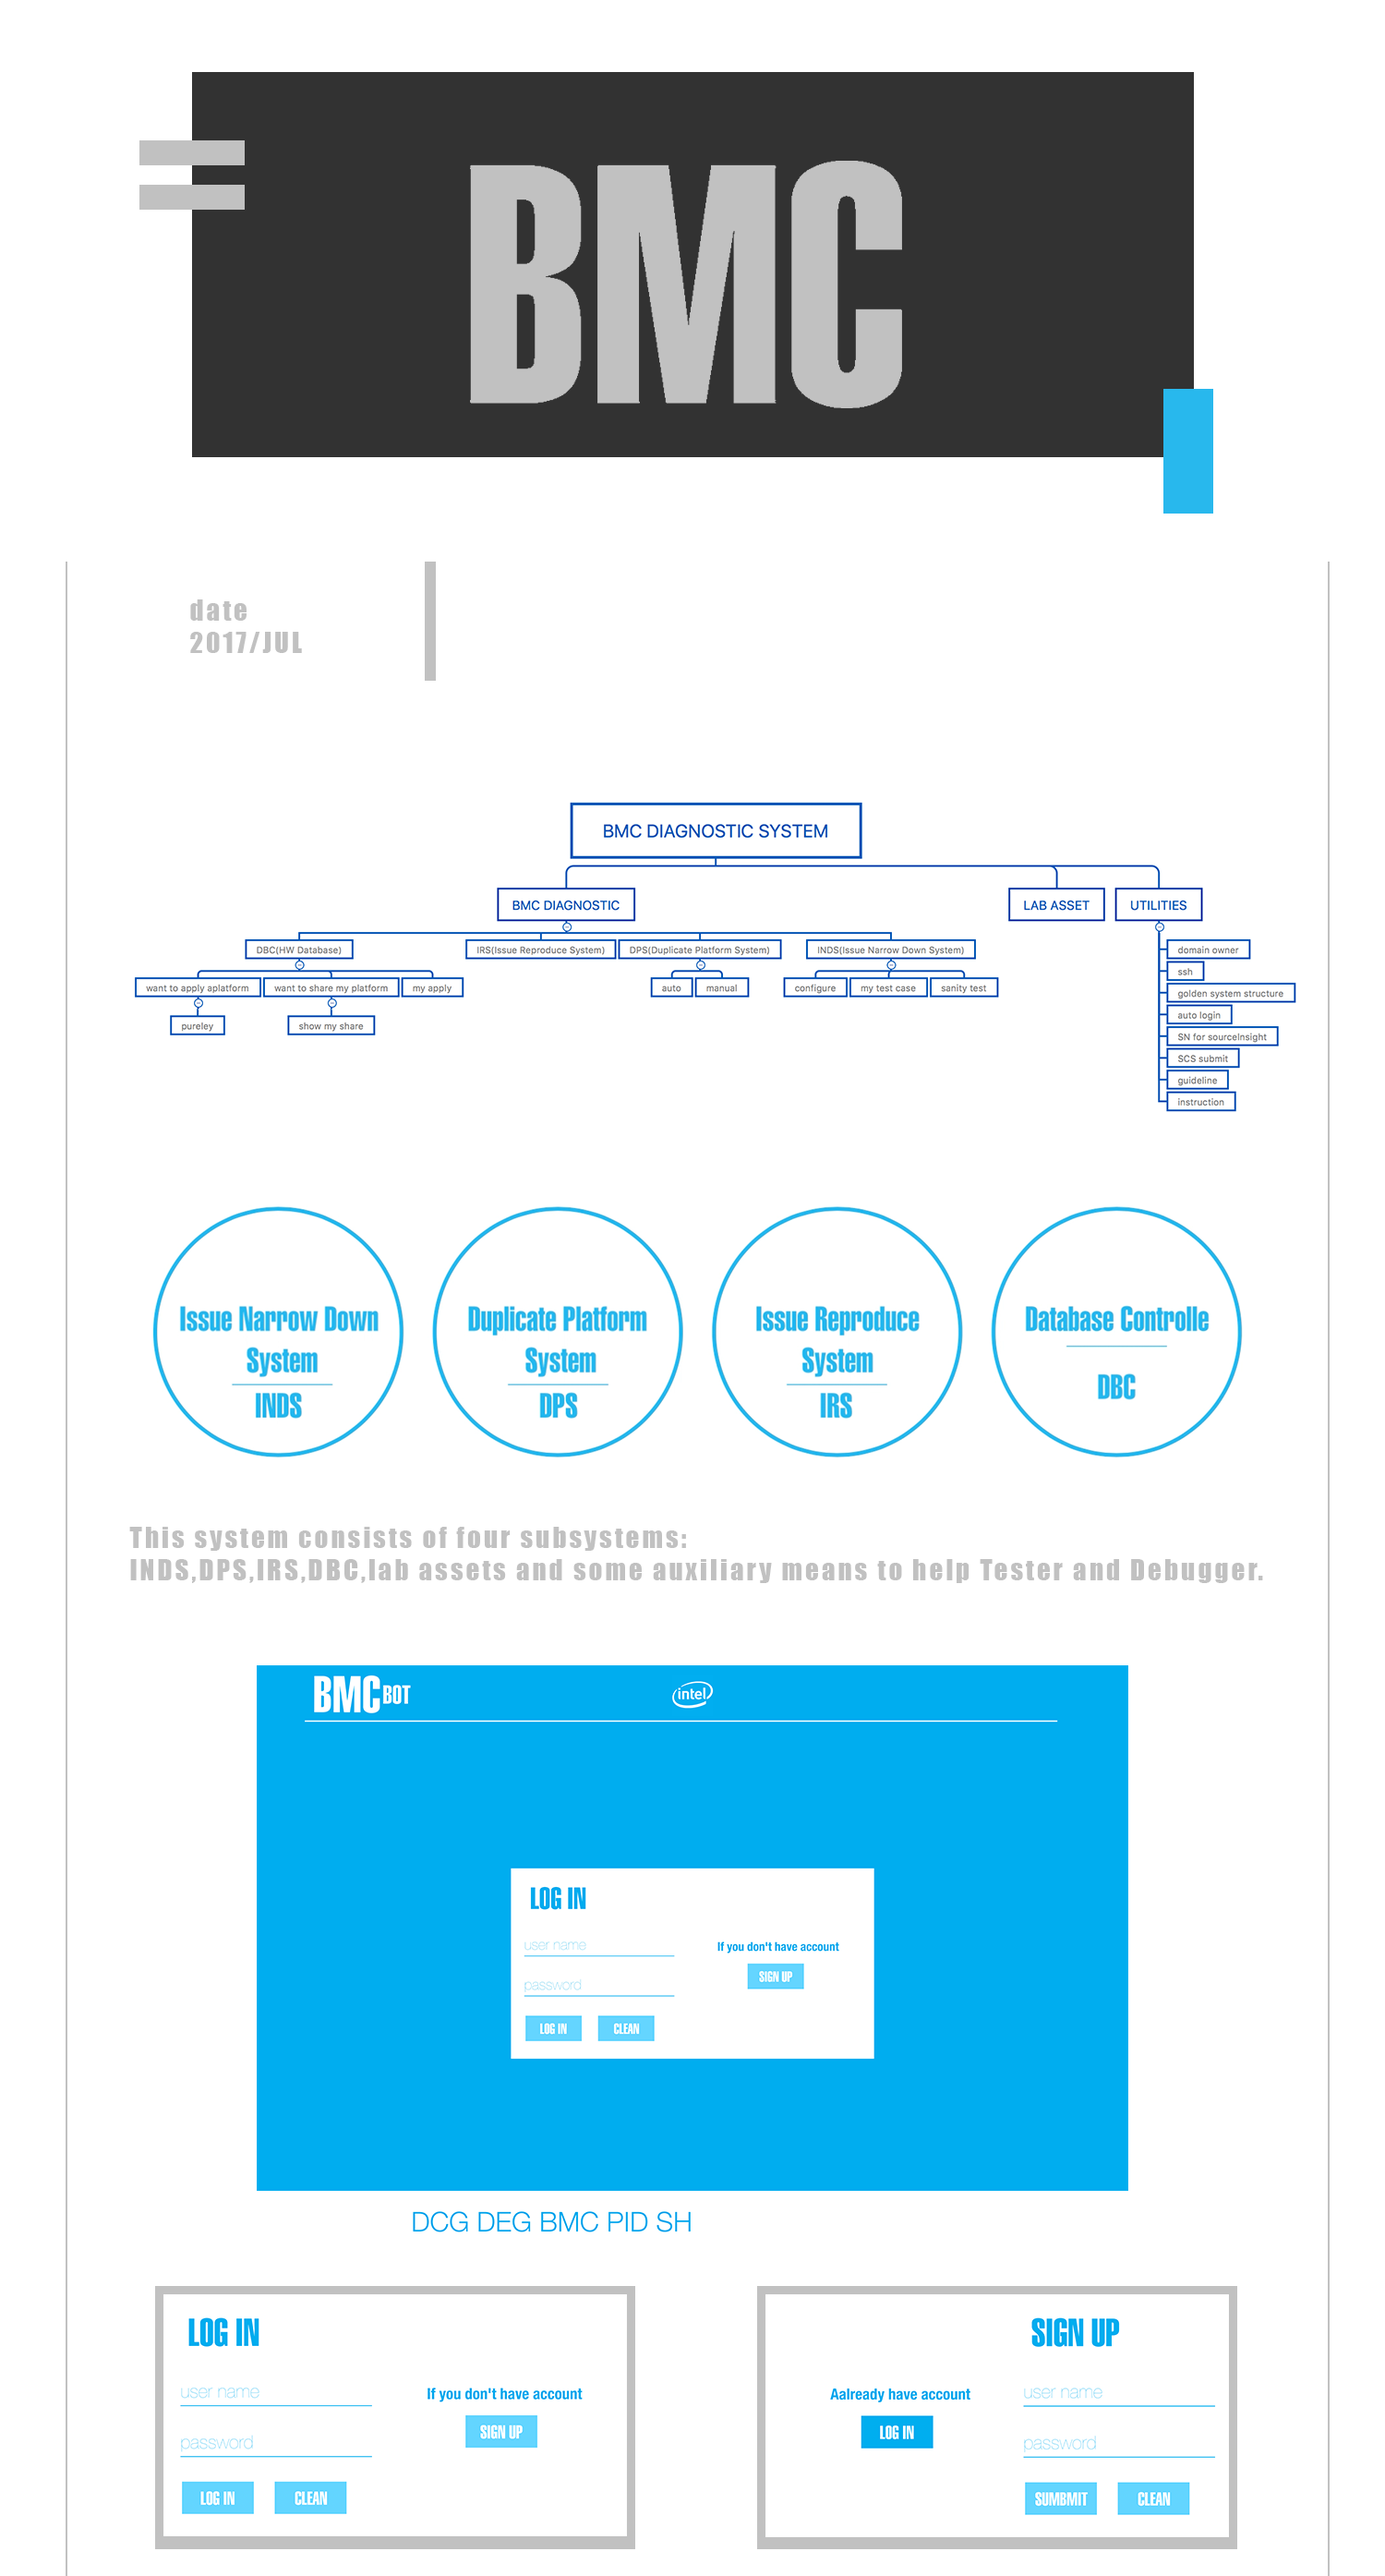 BMC
date
2017/JUL
BMC DIAGNOSTIC SYSTEM
BMC DIAGNOSTIC
LAB ASSET
UTILITIES
DBC(HW Database)
IRS(Issue Reproduce System)
DPS(Duplicate Platform System)
INDS(Issue Narrow Down System)
want to apply aplatform
want to share my platform
my apply
auto
manual
configure
my test case
sanity test
pureley
show my share
domain owner
ssh
golden system structure
auto login
SN for sourceInsight
SCS submit
guideline
instruction
Issue Narrow Down
System
INDS
Duplicate Platform
System
DPS
Issue Reproduce
System
IRS
Database Controlle
DBC
This system consists of four subsystems:
INDS,DPS,IRS,DBC,lab assets and some auxiliary means to help Tester and Debugger.
BMC BOT
intel
LOG IN
user name
password
LOG IN
CLEAN
If you don't have account
SIGN UP
DCG DEG BMC PID SH
LOG IN
user name
password
LOG IN
CLEAN
If you don't have account
SIGN UP
Aalready have account
LOG IN
SIGN UP
user name
password
SUMBMIT
CLEAN